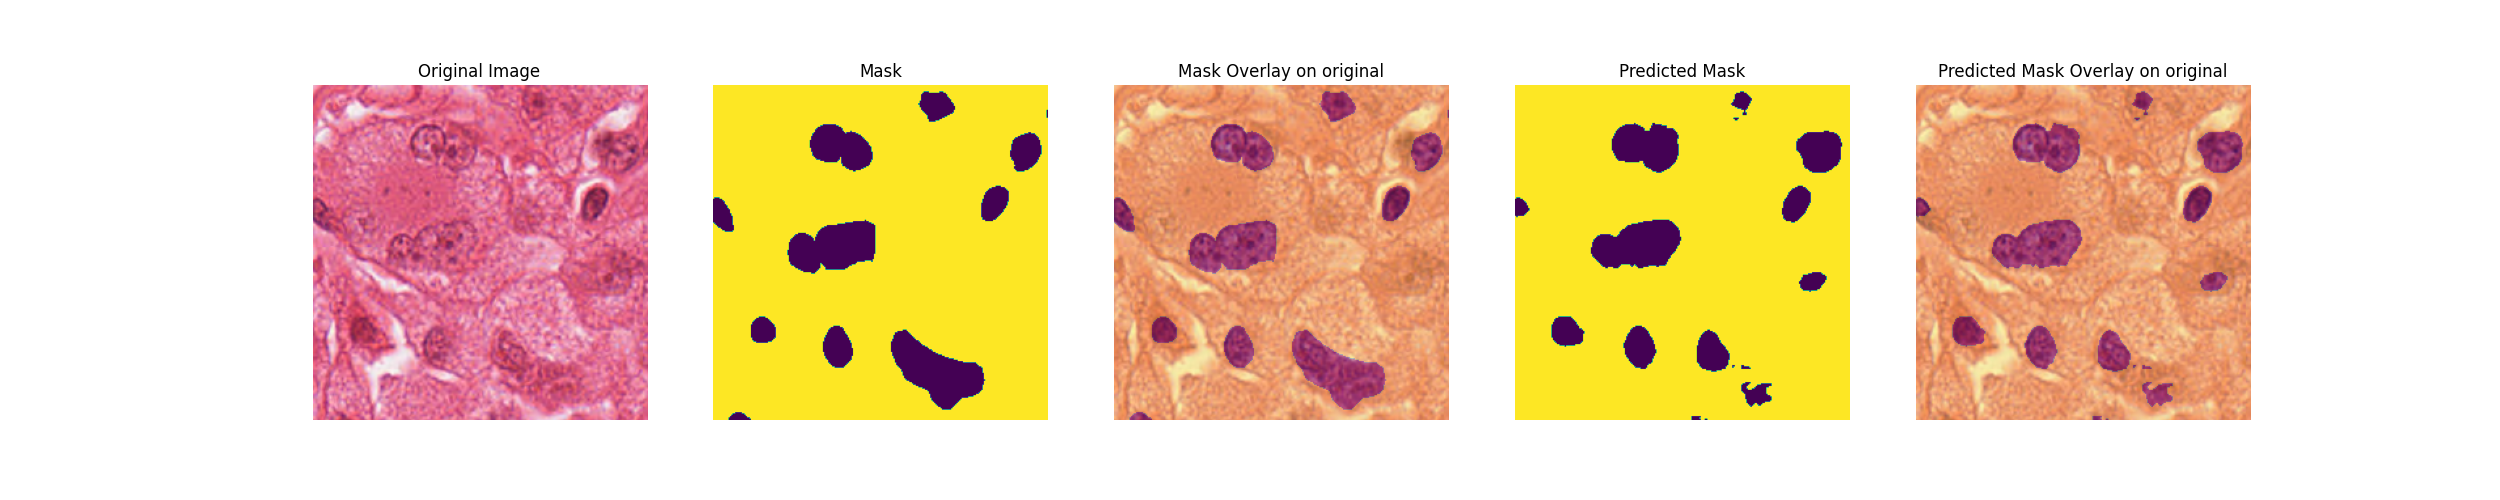 Original Image
Mask
Mask Overlay on original
Predicted Mask
Predicted Mask Overlay on original